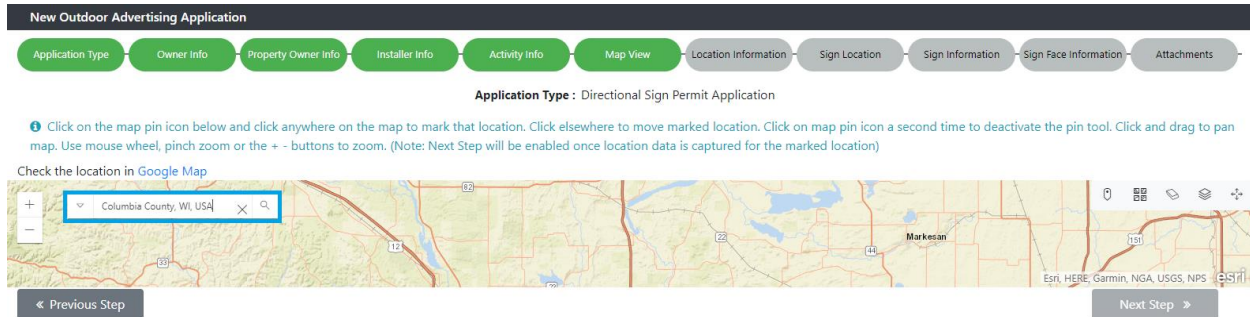 New Outdoor Advertising Application
Application Type
Owner Info
Property Owner Info
Installer Info
Activity Info
Map View
Location Information
Sign Location
Sign Information
Sign Face Information
Attachments
Application Type : Directional Sign Permit Application
Click on the map pin icon below and click anywhere on the map to mark that location. Click elsewhere to move marked location. Click on map pin icon a second time to deactivate the pin tool. Click and drag to pan
map. Use mouse wheel, pinch zoom or the + - buttons to zoom. (Note: Next Step will be enabled once location data is captured for the marked location)
Check the location in Google Map
82
+
Columbia County, WI, USA
−
22
Markesan
151
12
44
33
Esri, HERE, Garmin, NGA, USGS, NPS
esri
« Previous Step
Next Step »